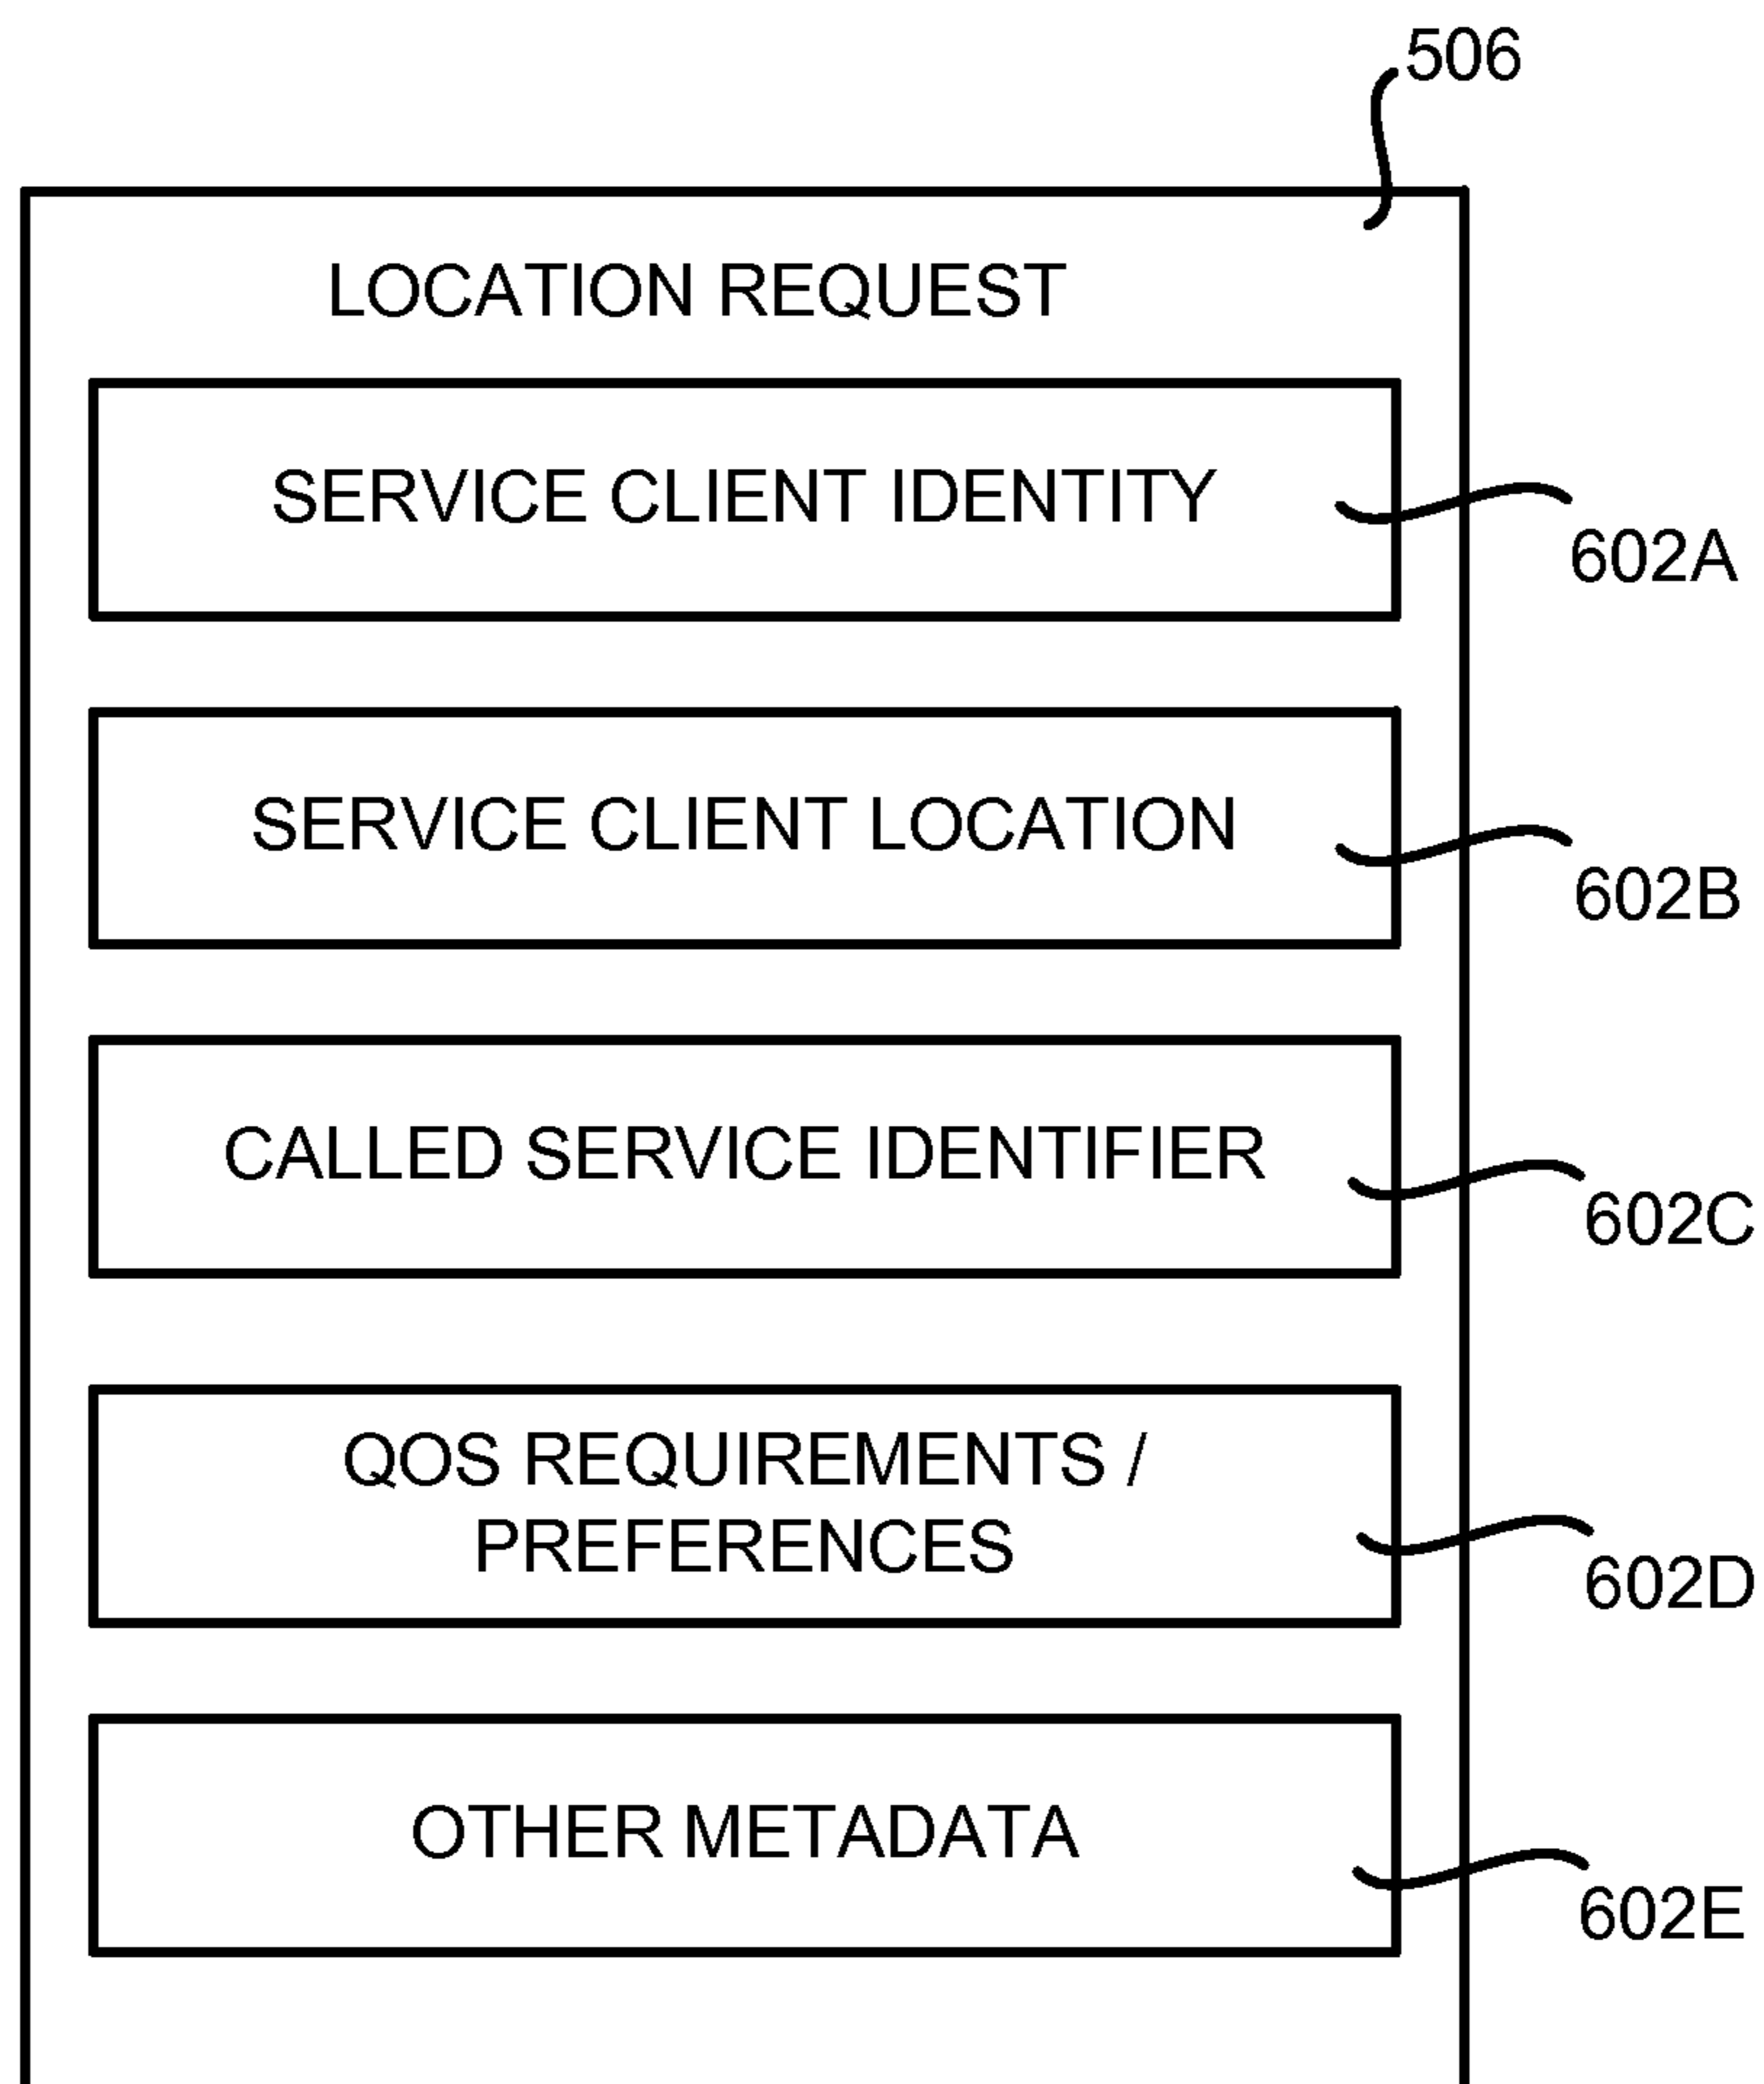 506
LOCATION REQUEST
SERVICE CLIENT IDENTITY
602A
SERVICE CLIENT LOCATION
602B
CALLED SERVICE IDENTIFIER
602C
QOS REQUIREMENTS /
PREFERENCES
602D
OTHER METADATA
602E